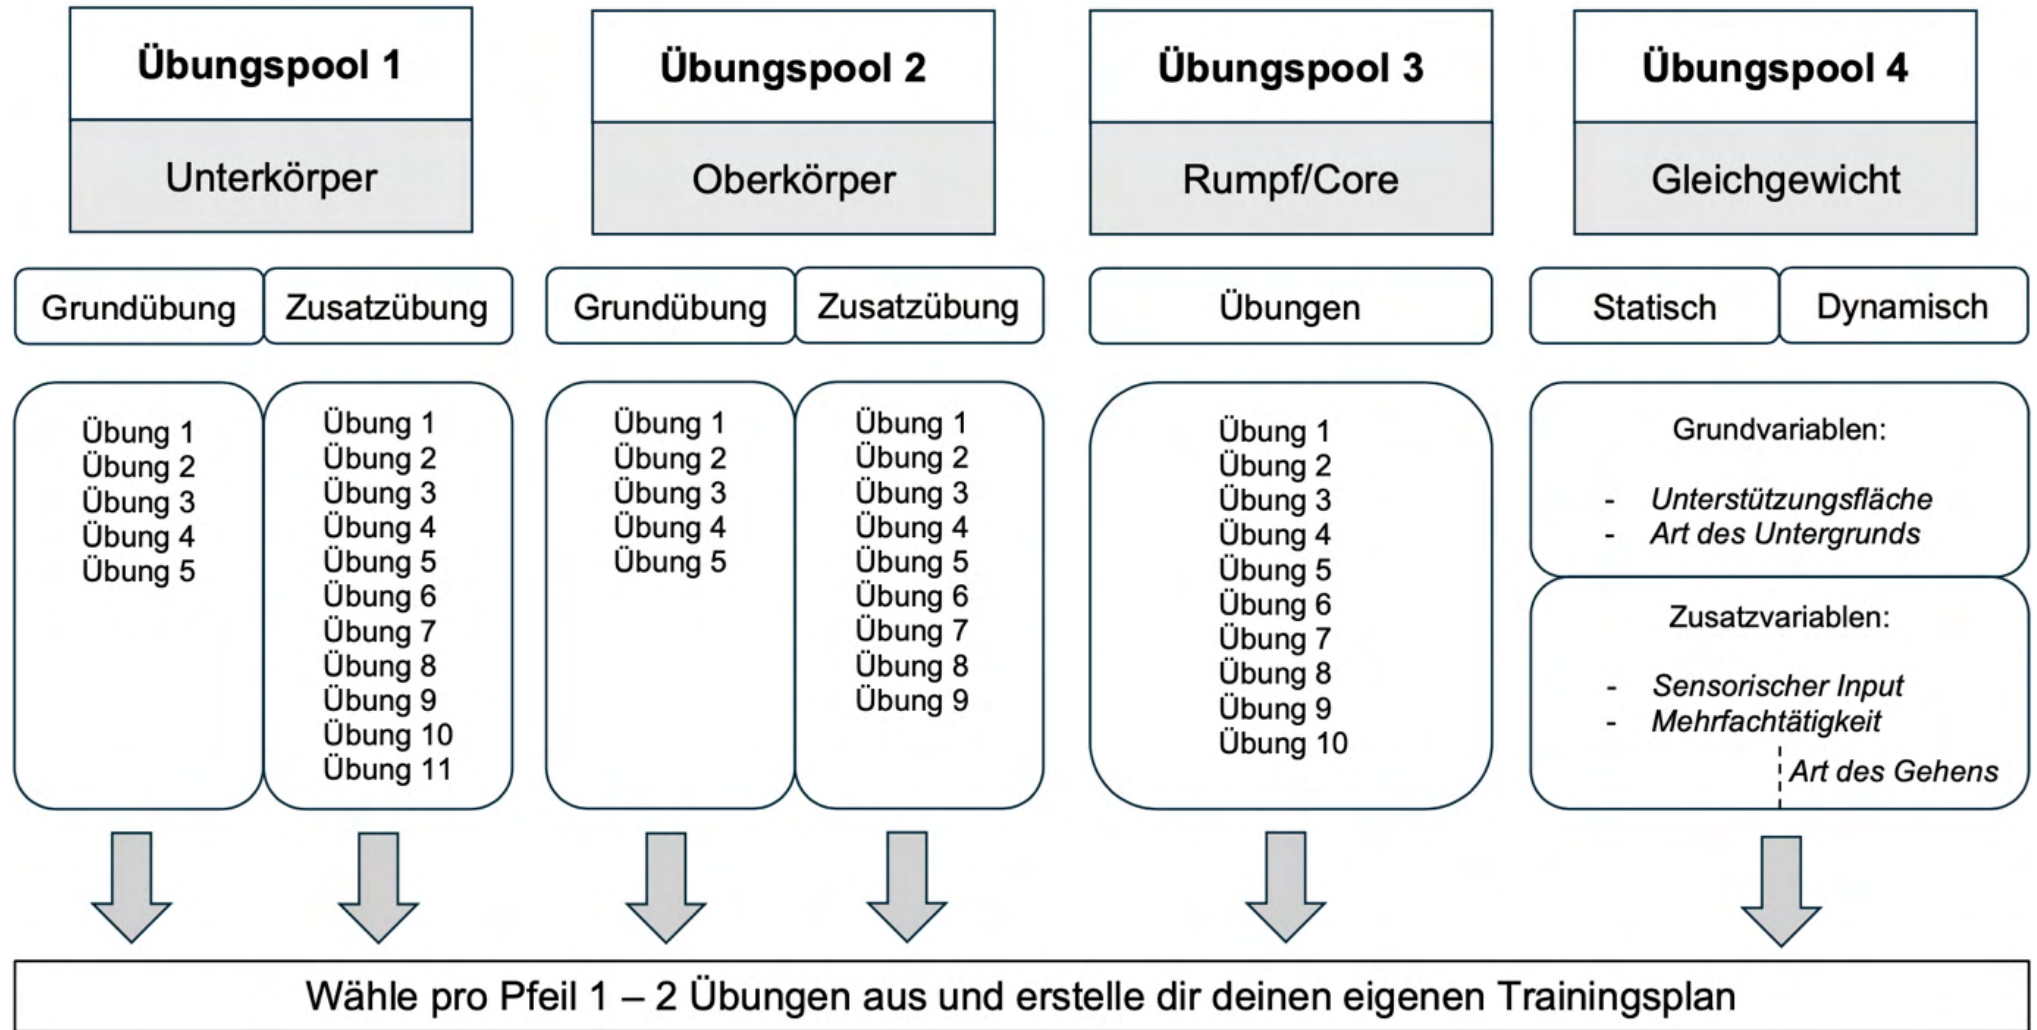 Übungspool 1
Unterkörper
Grundübung
Zusatzübung
Übung 1
Übung 2
Übung 3
Übung 4
Übung 5
Übung 1
Übung 2
Übung 3
Übung 4
Übung 5
Übung 6
Übung 7
Übung 8
Übung 9
Übung 10
Übung 11
Übungspool 2
Oberkörper
Grundübung
Zusatzübung
Übung 1
Übung 2
Übung 3
Übung 4
Übung 5
Übung 1
Übung 2
Übung 3
Übung 4
Übung 5
Übung 6
Übung 7
Übung 8
Übung 9
Übungspool 3
Rumpf/Core
Übungen
Übung 1
Übung 2
Übung 3
Übung 4
Übung 5
Übung 6
Übung 7
Übung 8
Übung 9
Übung 10
Übungspool 4
Gleichgewicht
Statisch
Dynamisch
Grundvariablen:
- Unterstützungsfläche
- Art des Untergrunds
Zusatzvariablen:
- Sensorischer Input
- Mehrfachtätigkeit
Art des Gehens
Wähle pro Pfeil 1 – 2 Übungen aus und erstelle dir deinen eigenen Trainingsplan